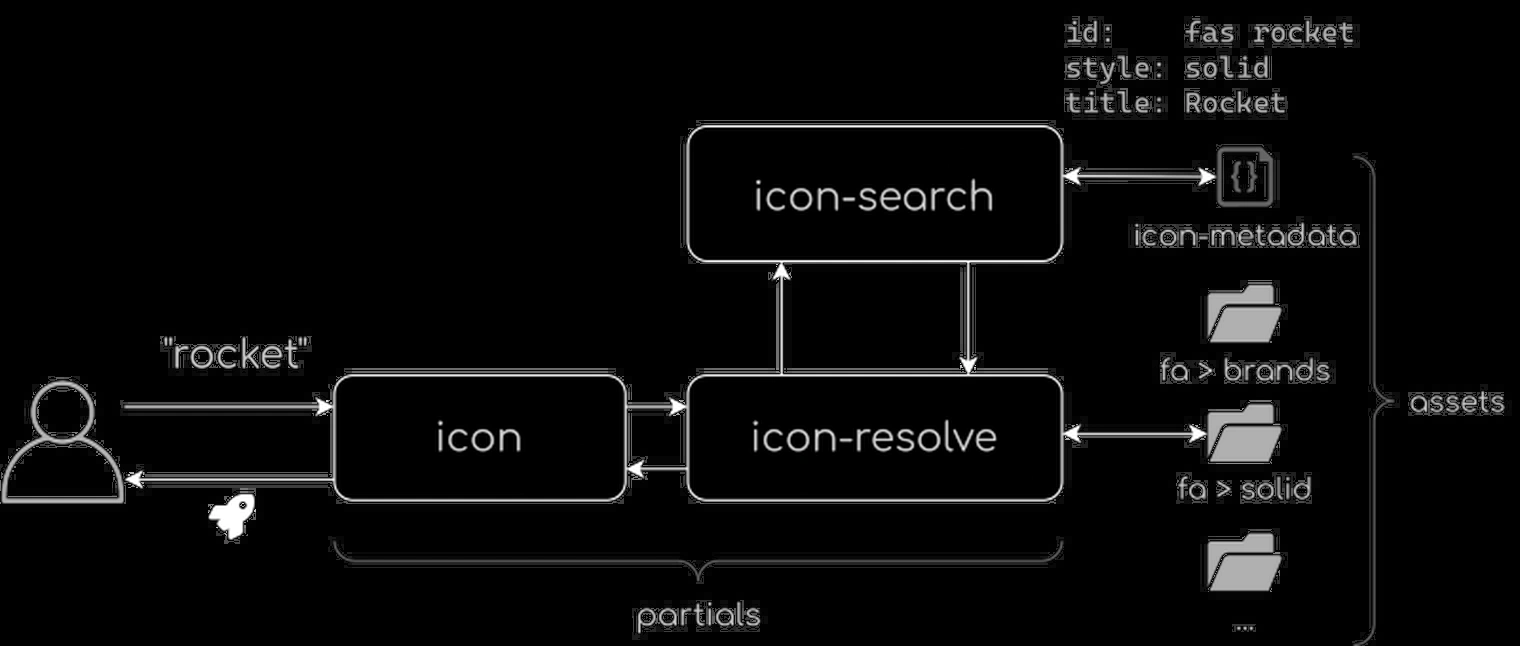 id:     fas rocket
style: solid
title: Rocket
icon-search
{}
icon-metadata
"rocket"
fa > brands
assets
icon
icon-resolve
fa > solid
partials
...